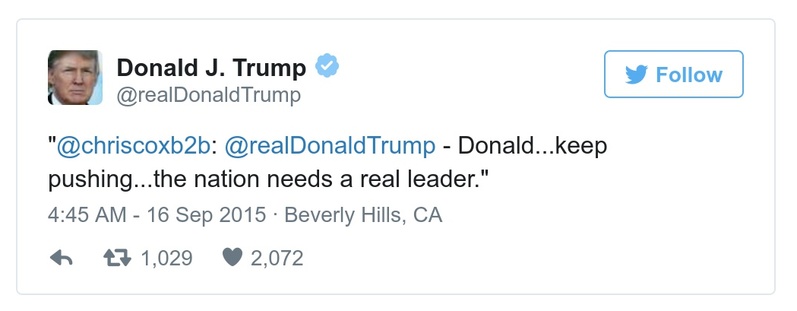 Donald J. Trump
@realDonaldTrump
Follow
"@chriscoxb2b: @realDonaldTrump - Donald...keep
pushing...the nation needs a real leader."
4:45 AM - 16 Sep 2015 · Beverly Hills, CA
1,029 2,072